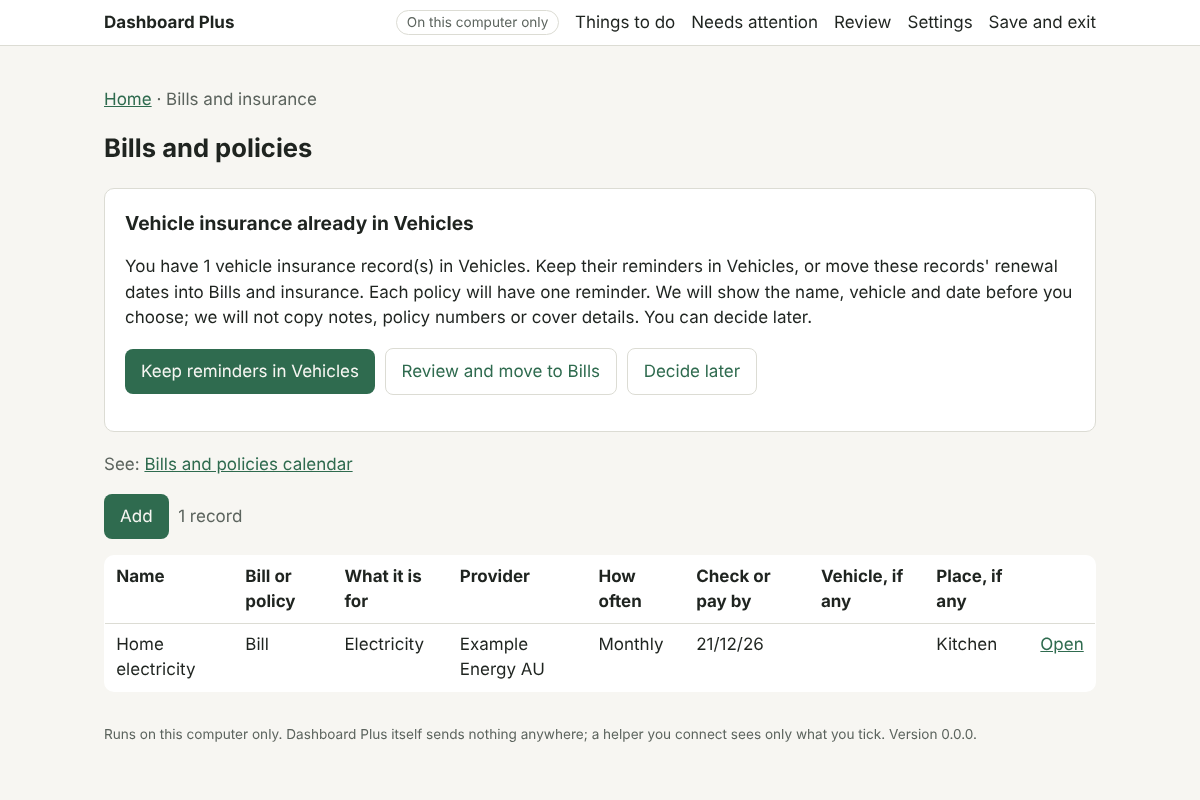 Dashboard Plus
On this computer only
Things to do
Needs attention
Review
Settings
Save and exit
Home · Bills and insurance
Bills and policies
Vehicle insurance already in Vehicles
You have 1 vehicle insurance record(s) in Vehicles. Keep their reminders in Vehicles, or move these records' renewal
dates into Bills and insurance. Each policy will have one reminder. We will show the name, vehicle and date before you
choose; we will not copy notes, policy numbers or cover details. You can decide later.
Keep reminders in Vehicles
Review and move to Bills
Decide later
See: Bills and policies calendar
Add
1 record
Name
Bill or
policy
What it is
for
Provider
How
often
Check or
pay by
Vehicle, if
any
Place, if
any
Home
electricity
Bill
Electricity
Example
Energy AU
Monthly
21/12/26
Kitchen
Open
Runs on this computer only. Dashboard Plus itself sends nothing anywhere; a helper you connect sees only what you tick. Version 0.0.0.